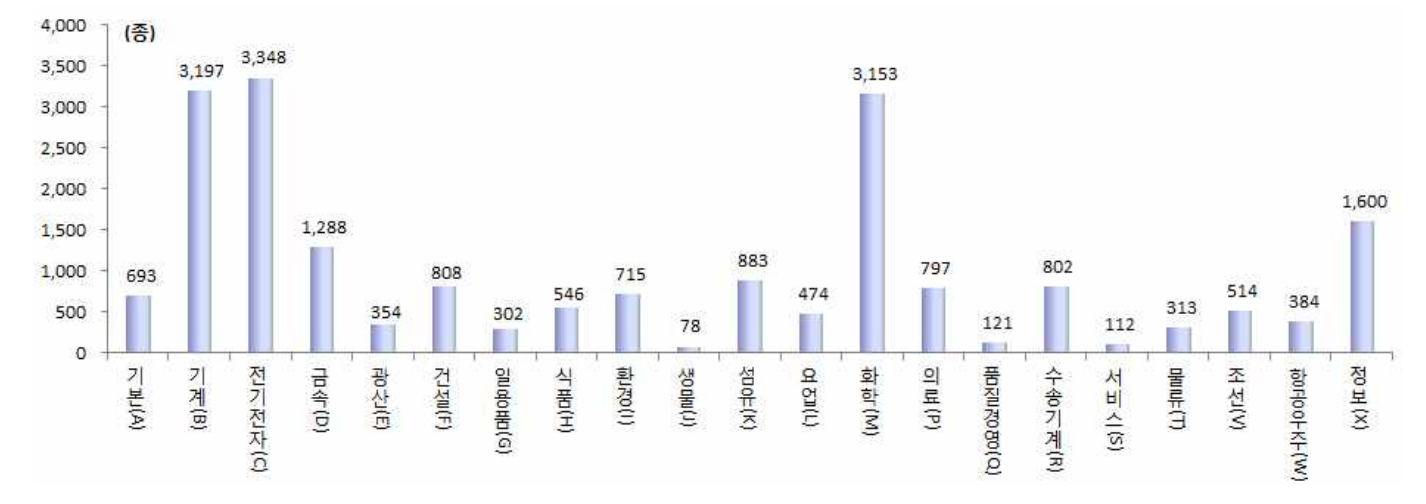 4,000
(종)
3,500
3,000
2,500
2,000
1,500
1,000
500
0
693
3,197
3,348
1,288
354
808
302
546
715
78
883
474
3,153
797
121
802
112
313
514
384
1,600
기본(A)
기계(B)
전기전자(C)
금속(D)
광산(E)
건설(F)
일용품(G)
식품(H)
환경(I)
생물(J)
섬유(K)
요업(L)
화학(M)
의료(P)
품질경영(Q)
수송기계(R)
서비스(S)
물류(T)
조선(V)
항공우주(W)
정보(X)